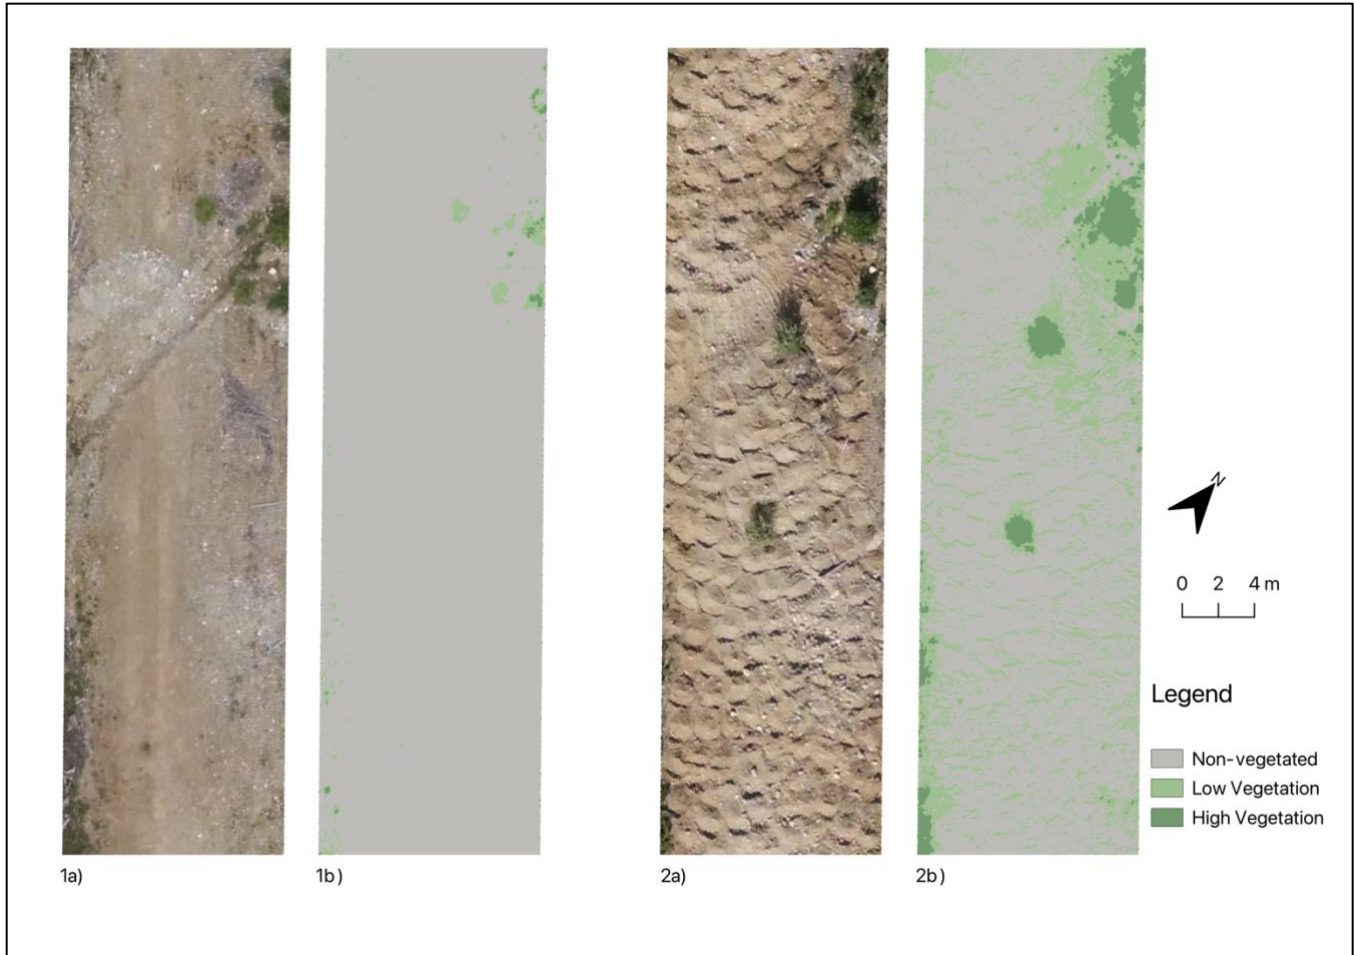 N
0 2 4 m
Legend
Non-vegetated
Low Vegetation
High Vegetation
1a) 1b) 2a) 2b)